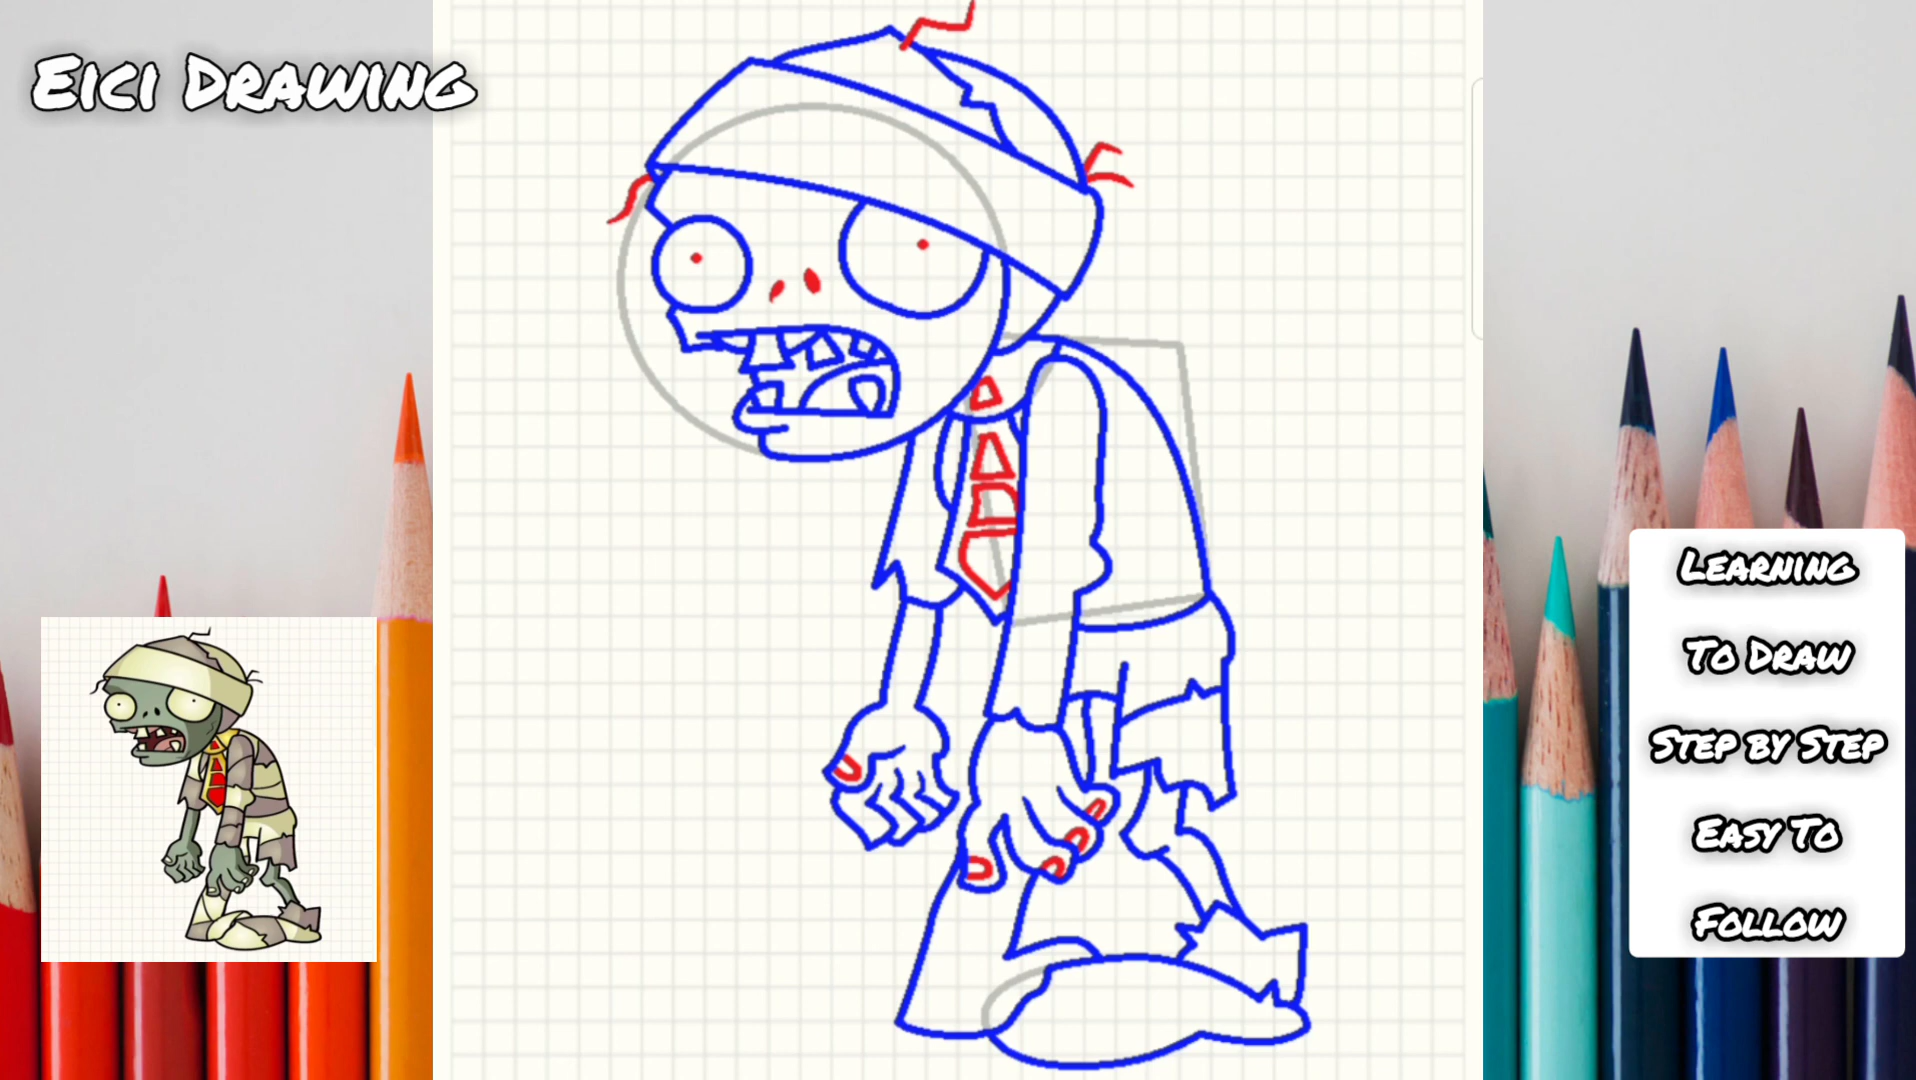 Eici Drawing
Learning
To Draw
Step by Step
Easy To
Follow